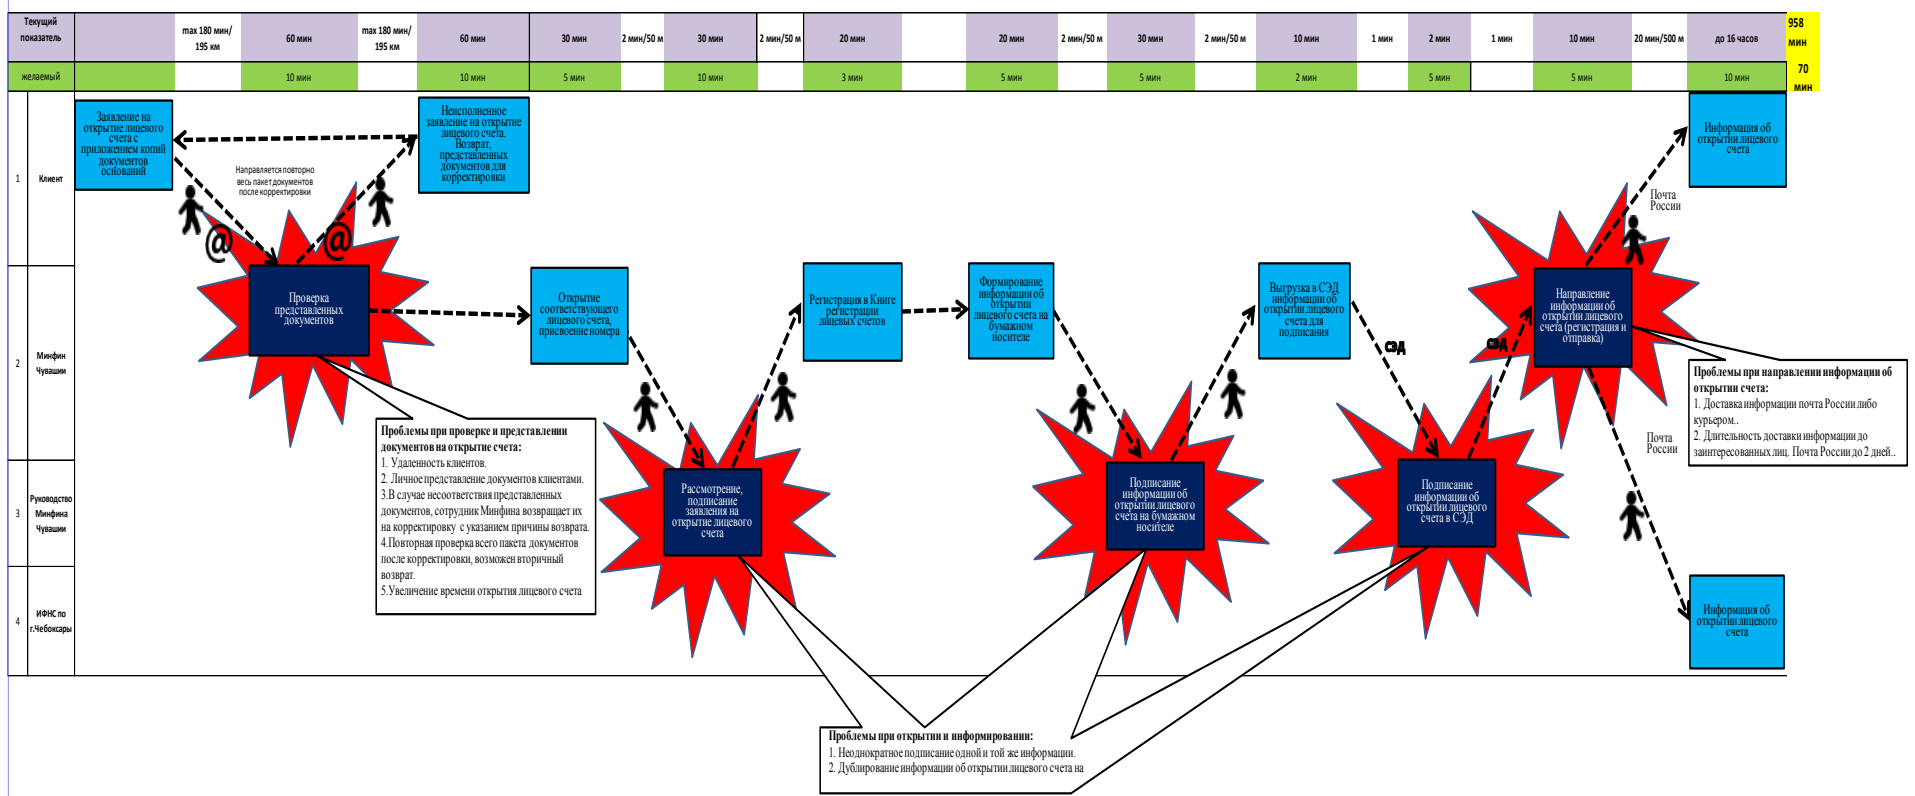 Текущий
показатель
max 180 мин/
195 км
60 мин
max 180 мин/
195 км
60 мин
30 мин
2 мин/50 м
30 мин
2 мин/50 м
20 мин
20 мин
2 мин/50 м
30 мин
2 мин/50 м
10 мин
1 мин
2 мин
1 мин
10 мин
20 мин/500 м
до 16 часов
958
мин
желаемый
10 мин
10 мин
5 мин
10 мин
3 мин
5 мин
5 мин
2 мин
5 мин
5 мин
10 мин
70
мин
1
Клиент
Заявление на
открытие лицевого
счета с
приложением копий
документов
оснований
Направляется повторно
весь пакет документов
после корректировки
Неисполненное
заявление на открытие
лицевого счета.
Возврат,
представленных
документов для
корректировки
@
@
Почта
России
Информация об
открытии лицевого
счета
2
Минфин
Чувашии
Проверка
представленных
документов
Открытие
соответствующего
лицевого счета,
присвоение номера
Регистрация в Книге
регистрации
лицевых счетов
Формирование
информации об
открытии
лицевого счета на
бумажном
носителе
Выгрузка в СЭД
информации об
открытии лицевого
счета для
подписания
СЭД
СЭД
Направление
информации об
открытии лицевого
счета (регистрация и
отправка)
Проблемы при направлении информации об
открытии счета:
1. Доставка информации почта России либо
курьером..
2. Длительность доставки информации до
заинтересованных лиц. Почта России до 2 дней..
Почта
России
Проблемы при проверке и представлении
документов на открытие счета:
1. Удаленность клиентов.
2. Личное представление документов клиентами.
3.В случае несоответствия представленных
документов, сотрудник Минфина возвращает их
на корректировку с указанием причины возврата.
4.Повторная проверка всего пакета документов
после корректировки, возможен вторичный
возврат.
5.Увеличение времени открытия лицевого счета
3
Руководство
Минфина
Чувашии
Рассмотрение,
подписание
заявления на
открытие лицевого
счета
Подписание
информации об
открытии лицевого
счета на бумажном
носителе
Подписание
информации об
открытии лицевого
счета в СЭД
4
ИФНС по
г.Чебоксары
Информация об
открытии лицевого
счета
Проблемы при открытии и информировании:
1. Неоднократное подписание одной и той же информации.
2. Дублирование информации об открытии лицевого счета на